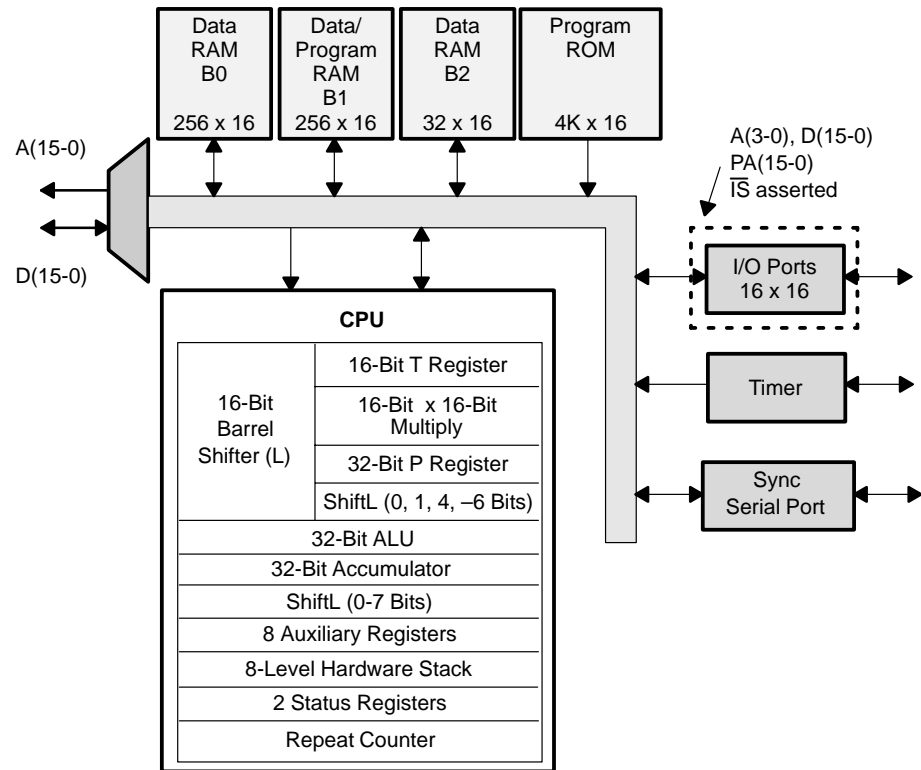 Data
RAM
B0
256 x 16
Data/
Program
RAM
B1
256 x 16
Data
RAM
B2
32 x 16
Program
ROM
4K x 16
A(15-0)
D(15-0)
A(3-0), D(15-0)
PA(15-0)
I̅S̅ asserted
I/O Ports
16 x 16
Timer
Sync
Serial Port
CPU
16-Bit
Barrel
Shifter (L)
16-Bit T Register
16-Bit x 16-Bit
Multiply
32-Bit P Register
ShiftL (0, 1, 4, –6 Bits)
32-Bit ALU
32-Bit Accumulator
ShiftL (0-7 Bits)
8 Auxiliary Registers
8-Level Hardware Stack
2 Status Registers
Repeat Counter